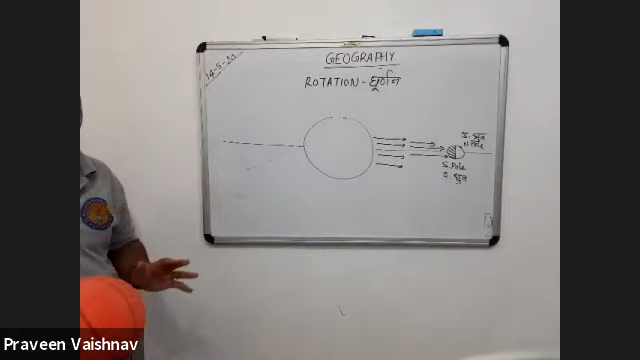 14-5-20
GEOGRAPHY
ROTATION - घूर्णन
उ. ध्रुव
N. Pole
S. Pole
द. ध्रुव
Praveen Vaishnav